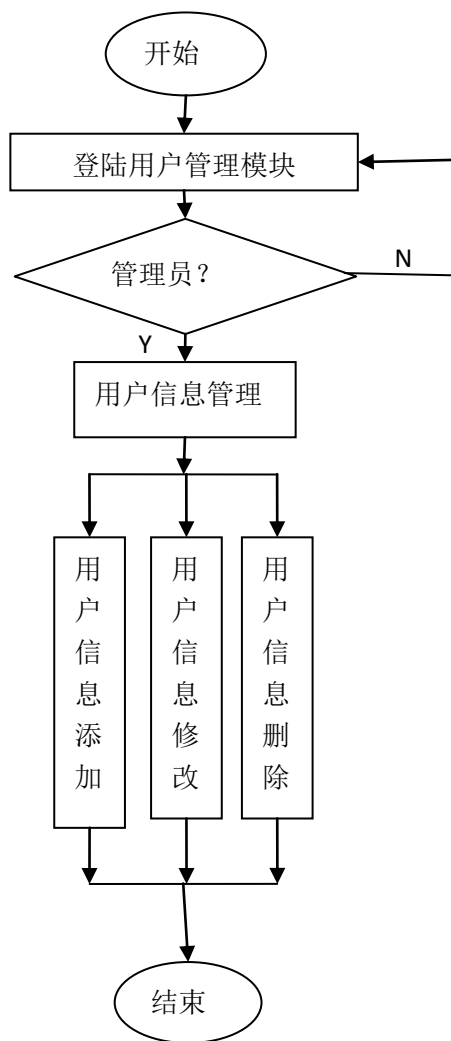 开始
登陆用户管理模块
管理员？
N
Y
用户信息管理
用户信息添加
用户信息修改
用户信息删除
结束